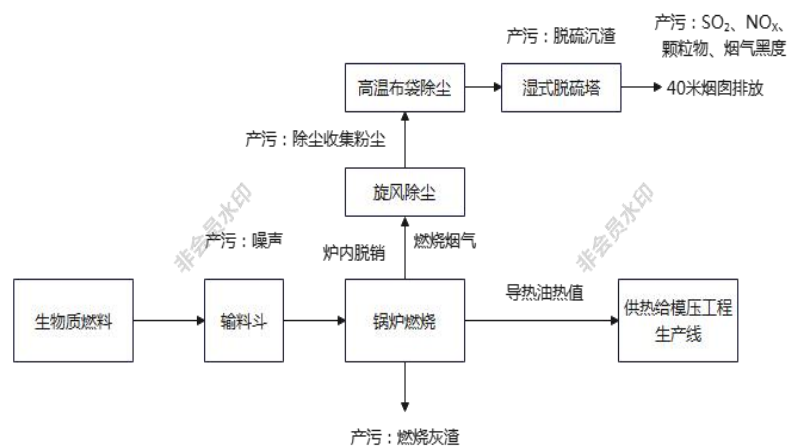 产污：SO₂、NOₓ、
颗粒物、烟气黑度
产污：脱硫沉渣
高温布袋除尘
湿式脱硫塔
40米烟囱排放
产污：除尘收集粉尘
旋风除尘
非会员水印
非会员水印
产污：噪声
炉内脱销
燃烧烟气
生物质燃料
输料斗
锅炉燃烧
导热油热值
供热给模压工程
生产线
产污：燃烧灰渣